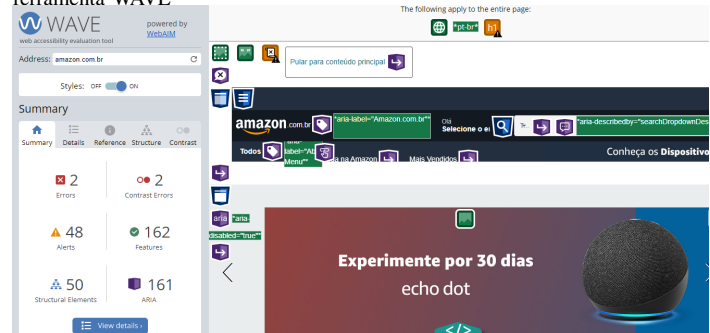 ferramenta WAVE
WAVE
powered by
WebAIM
web accessibility evaluation tool
Address: amazon.com.br
Styles: OFF ON
Summary
Summary Details Reference Structure Contrast
2
Errors
2
Contrast Errors
48
Alerts
162
Features
50
Structural Elements
161
ARIA
View details ›
The following apply to the entire page:
*pt-br* h1
Pular para conteúdo principal
amazon.com.br
*aria-label="Amazon.com.br"*
Olá
Selecione o
*aria-describedby="searchDropdownDes
Todos
Menu"*
na Amazon
Mais Vendidos
Conheça os Dispositivo
aria *aria-
disabled="true"*
Experimente por 30 dias
echo dot
</>